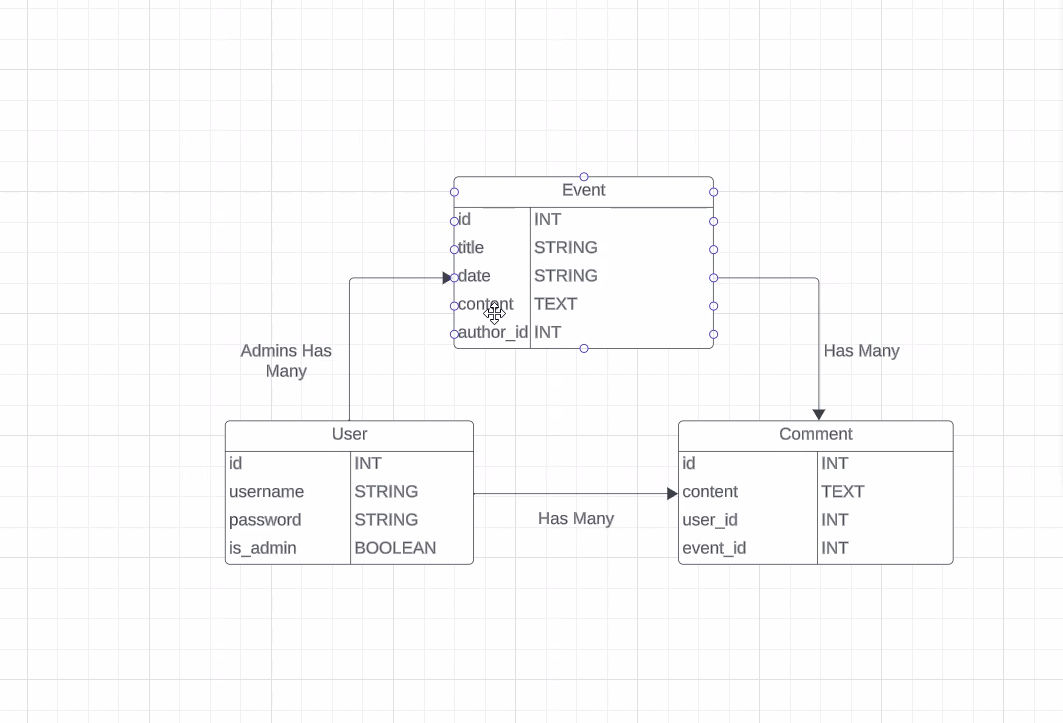 Event
id INT
title STRING
date STRING
content TEXT
author_id INT
Admins Has
Many
Has Many
User
id INT
username STRING
password STRING
is_admin BOOLEAN
Has Many
Comment
id INT
content TEXT
user_id INT
event_id INT